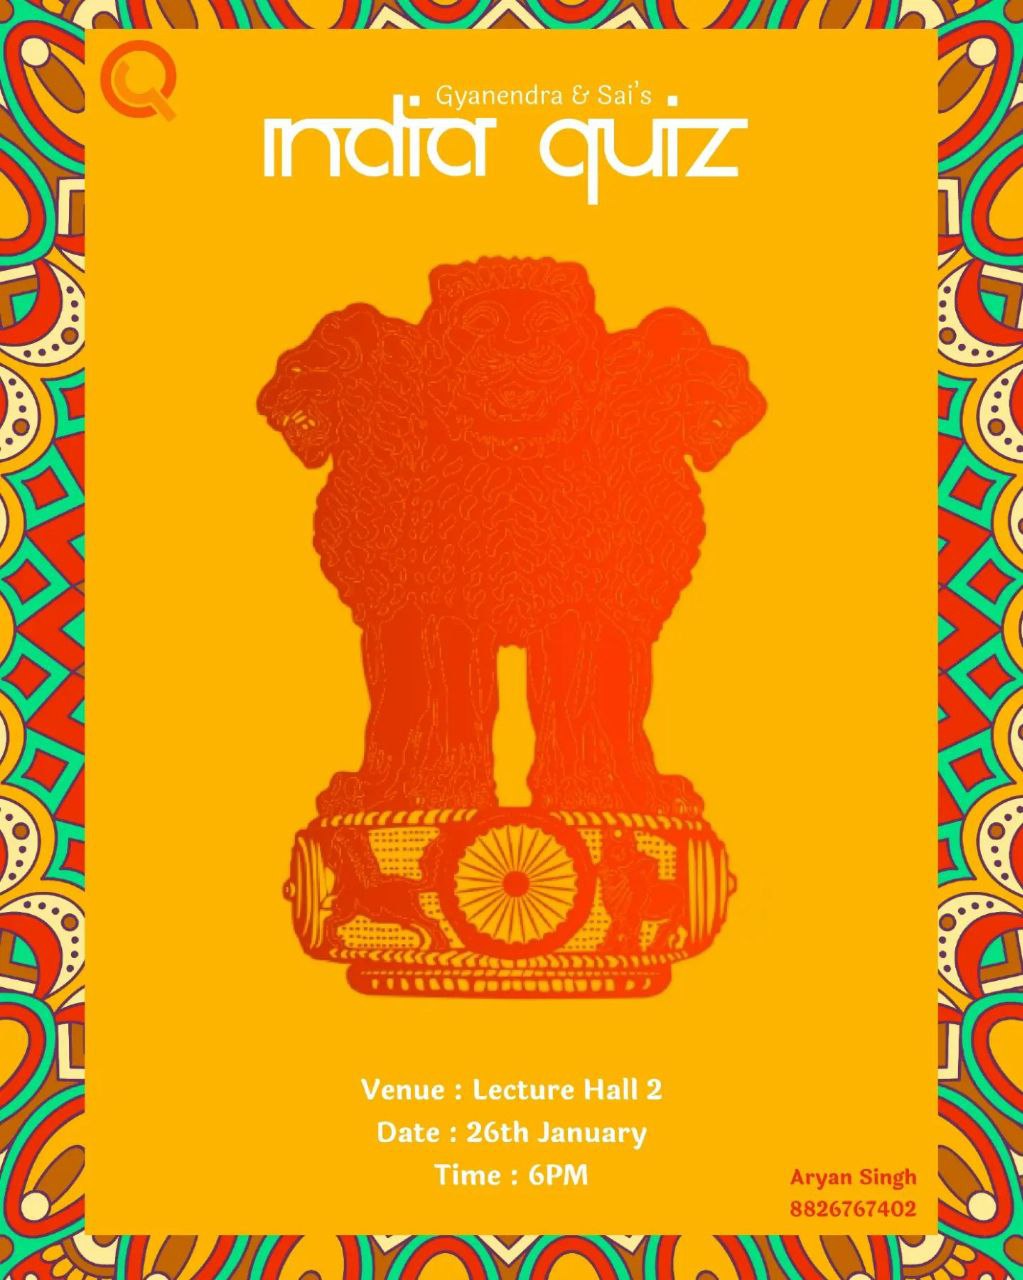 Gyanendra & Sai's
india quiz
Venue : Lecture Hall 2
Date : 26th January
Time : 6PM
Aryan Singh
8826767402